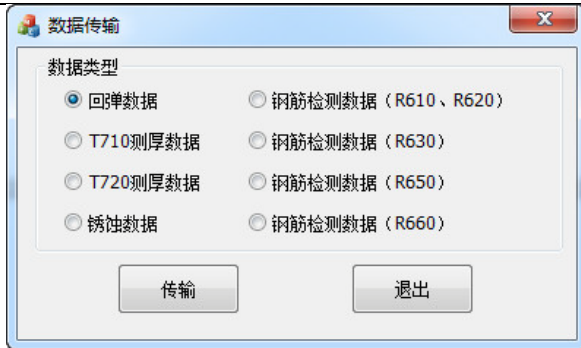 数据传输
数据类型
回弹数据 钢筋检测数据（R610、R620）
T710测厚数据 钢筋检测数据（R630）
T720测厚数据 钢筋检测数据（R650）
锈蚀数据 钢筋检测数据（R660）
传输 退出